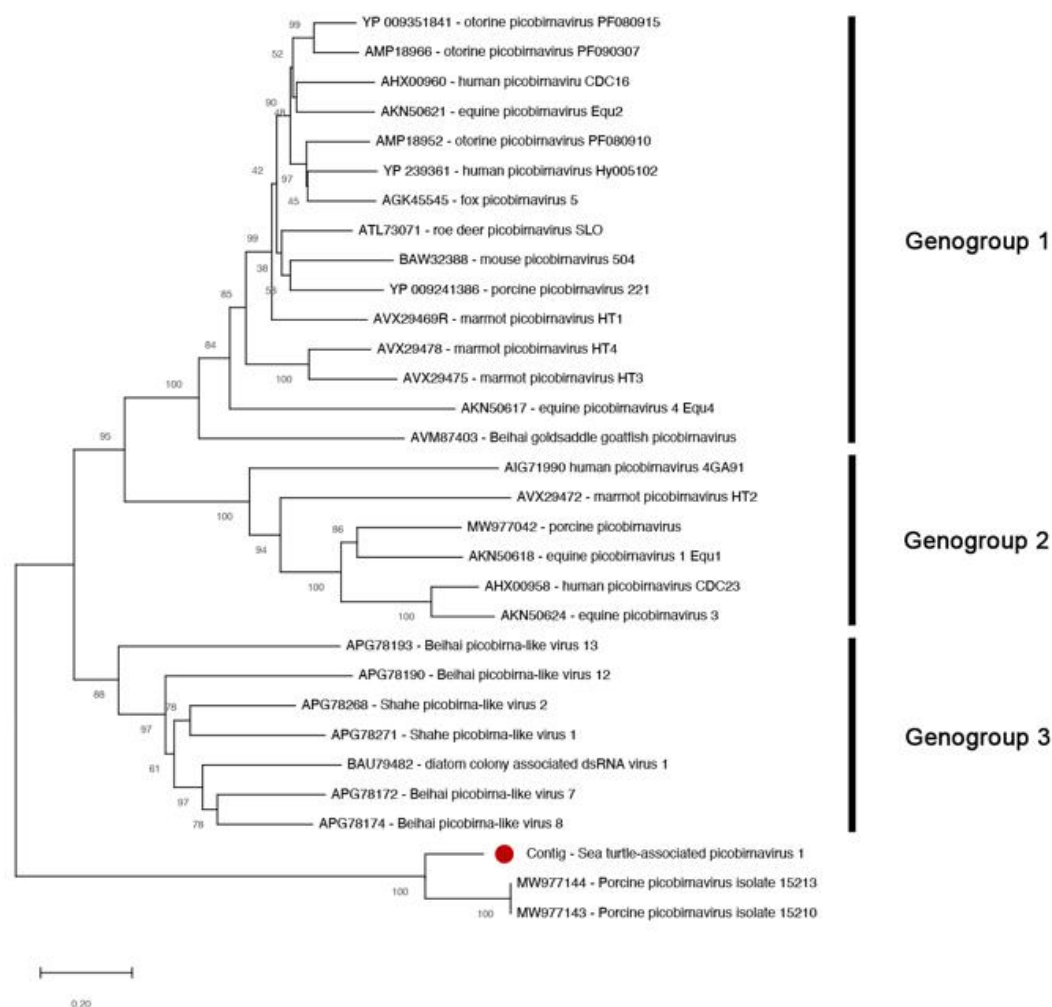 99
YP 009351841 - otorine picobirnavirus PF080915
52
AMP18966 - otorine picobirnavirus PF090307
AHX00960 - human picobirnaviru CDC16
90
48
AKN50621 - equine picobirnavirus Equ2
AMP18952 - otorine picobirnavirus PF080910
42
97
YP 239361 - human picobirnavirus Hy005102
45
AGK45545 - fox picobirnavirus 5
ATL73071 - roe deer picobirnavirus SLO
99
Genogroup 1
38
BAW32388 - mouse picobirnavirus 504
53
YP 009241386 - porcine picobirnavirus 221
85
AVX29469R - marmot picobirnavirus HT1
84
AVX29478 - marmot picobirnavirus HT4
100
100
AVX29475 - marmot picobirnavirus HT3
AKN50617 - equine picobirnavirus 4 Equ4
95
AVM87403 - Beihai goldsaddle goatfish picobirnavirus
AIG71990 human picobirnavirus 4GA91
AVX29472 - marmot picobirnavirus HT2
100
86
MW977042 - porcine picobirnavirus
Genogroup 2
94
AKN50618 - equine picobirnavirus 1 Equ1
100
AHX00958 - human picobirnavirus CDC23
100
AKN50624 - equine picobirnavirus 3
APG78193 - Beihai picobirna-like virus 13
88
APG78190 - Beihai picobirna-like virus 12
78
APG78268 - Shahe picobirna-like virus 2
97
APG78271 - Shahe picobirna-like virus 1
Genogroup 3
61
BAU79482 - diatom colony associated dsRNA virus 1
97
APG78172 - Beihai picobirna-like virus 7
78
APG78174 - Beihai picobirna-like virus 8
Contig - Sea turtle-associated picobirnavirus 1
100
MW977144 - Porcine picobirnavirus isolate 15213
100
MW977143 - Porcine picobirnavirus isolate 15210
0.20